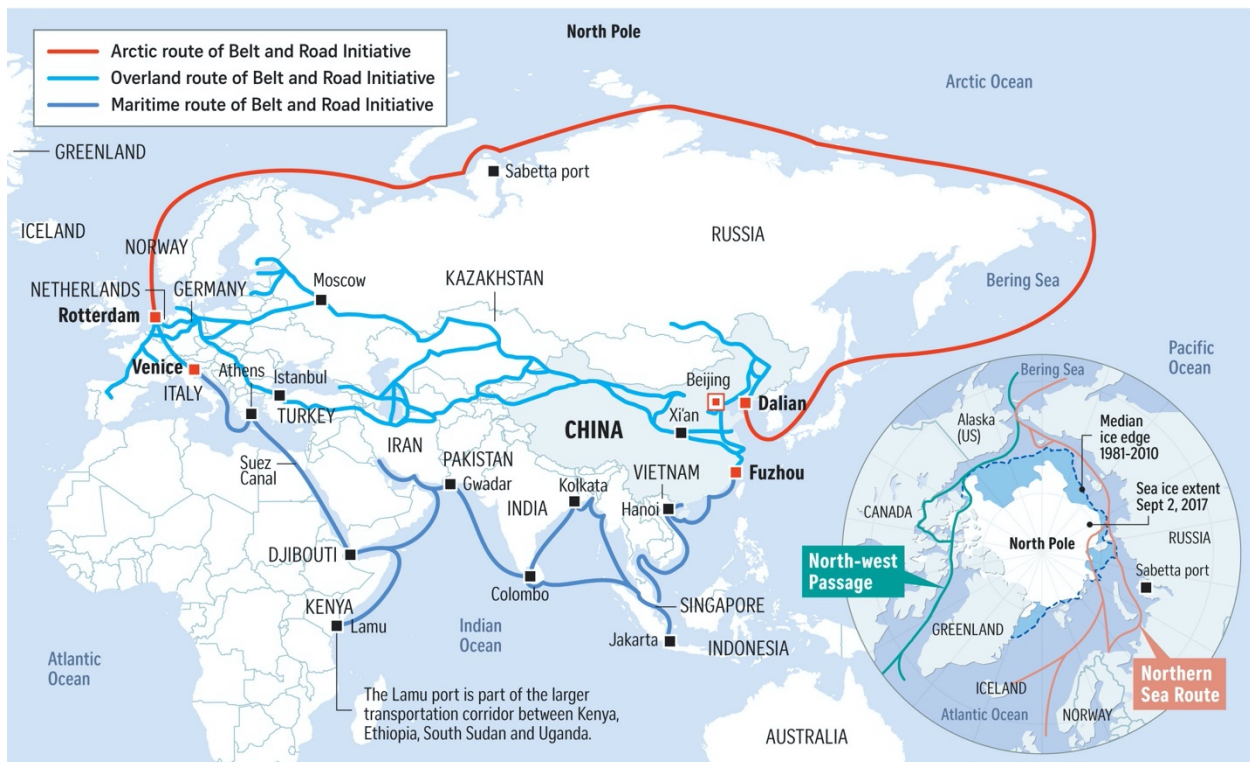 North Pole
Arctic route of Belt and Road Initiative
Overland route of Belt and Road Initiative
Maritime route of Belt and Road Initiative
Arctic Ocean
GREENLAND
Sabetta port
ICELAND
NORWAY
RUSSIA
Bering Sea
NETHERLANDS
GERMANY
Moscow
KAZAKHSTAN
Rotterdam
Pacific
Ocean
Venice
Athens
Istanbul
ITALY
TURKEY
Beijing
Dalian
Xi'an
CHINA
IRAN
Suez
Canal
PAKISTAN
Gwadar
INDIA
Kolkata
VIETNAM
Hanoi
Fuzhou
DJIBOUTI
Colombo
KENYA
Lamu
SINGAPORE
Jakarta
INDONESIA
Indian
Ocean
Atlantic
Ocean
The Lamu port is part of the larger
transportation corridor between Kenya,
Ethiopia, South Sudan and Uganda.
AUSTRALIA
Bering Sea
Alaska
(US)
Median
ice edge
1981-2010
Sea ice extent
Sept 2, 2017
CANADA
North Pole
RUSSIA
North-west
Passage
Sabetta port
GREENLAND
Northern
Sea Route
ICELAND
Atlantic Ocean
NORWAY